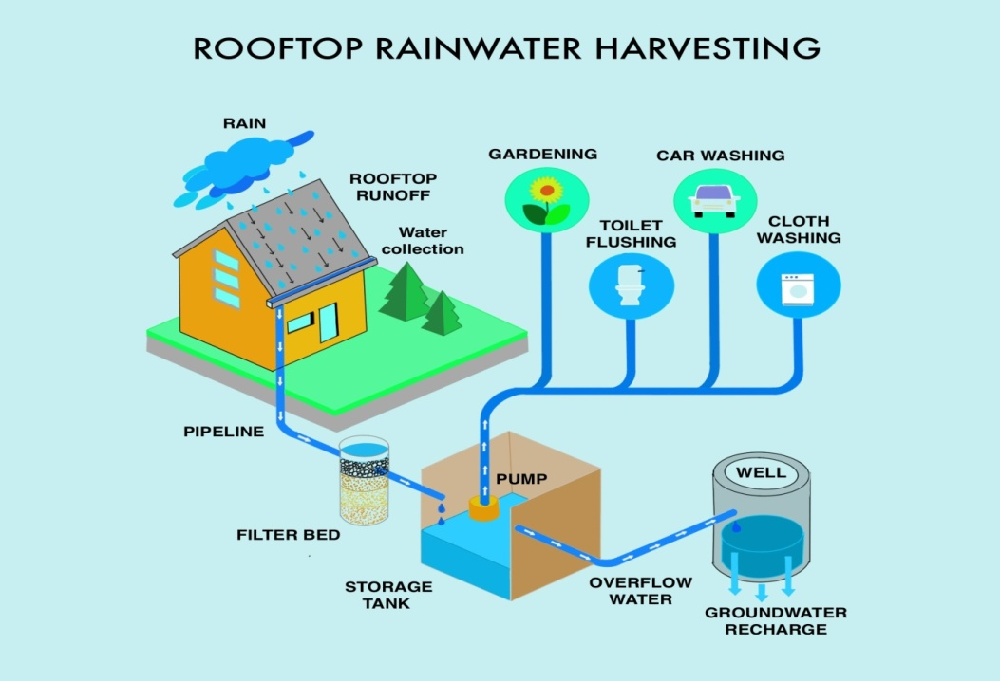 ROOFTOP RAINWATER HARVESTING
RAIN
ROOFTOP
RUNOFF
Water
collection
GARDENING
CAR WASHING
TOILET
FLUSHING
CLOTH
WASHING
PIPELINE
FILTER BED
PUMP
STORAGE
TANK
WELL
OVERFLOW
WATER
GROUNDWATER
RECHARGE